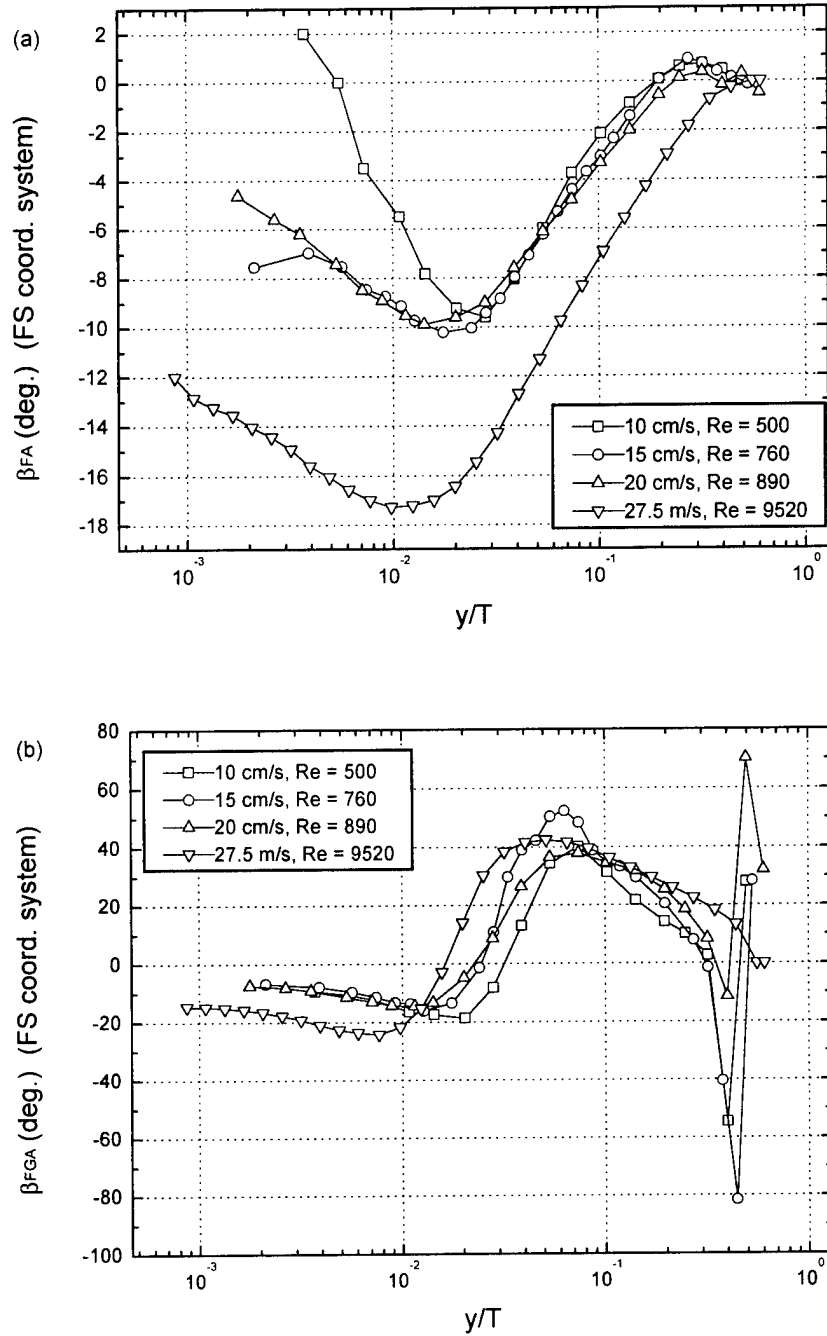 (a)
2
0
-2
-4
-6
-8
-10
-12
-14
-16
-18
βFA (deg.) (FS coord. system)
10 cm/s, Re = 500
15 cm/s, Re = 760
20 cm/s, Re = 890
27.5 m/s, Re = 9520
10⁻³
10⁻²
10⁻¹
10⁰
y/T
(b)
80
60
40
20
0
-20
-40
-60
-80
-100
βFGA (deg.) (FS coord. system)
10 cm/s, Re = 500
15 cm/s, Re = 760
20 cm/s, Re = 890
27.5 m/s, Re = 9520
10⁻³
10⁻²
10⁻¹
10⁰
y/T